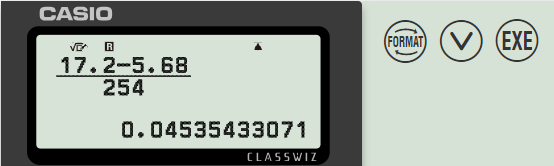 CASIO
FORMAT
EXE
√▱ R ▲
17.2−5.68
254
0.04535433071
CLASSWIZ